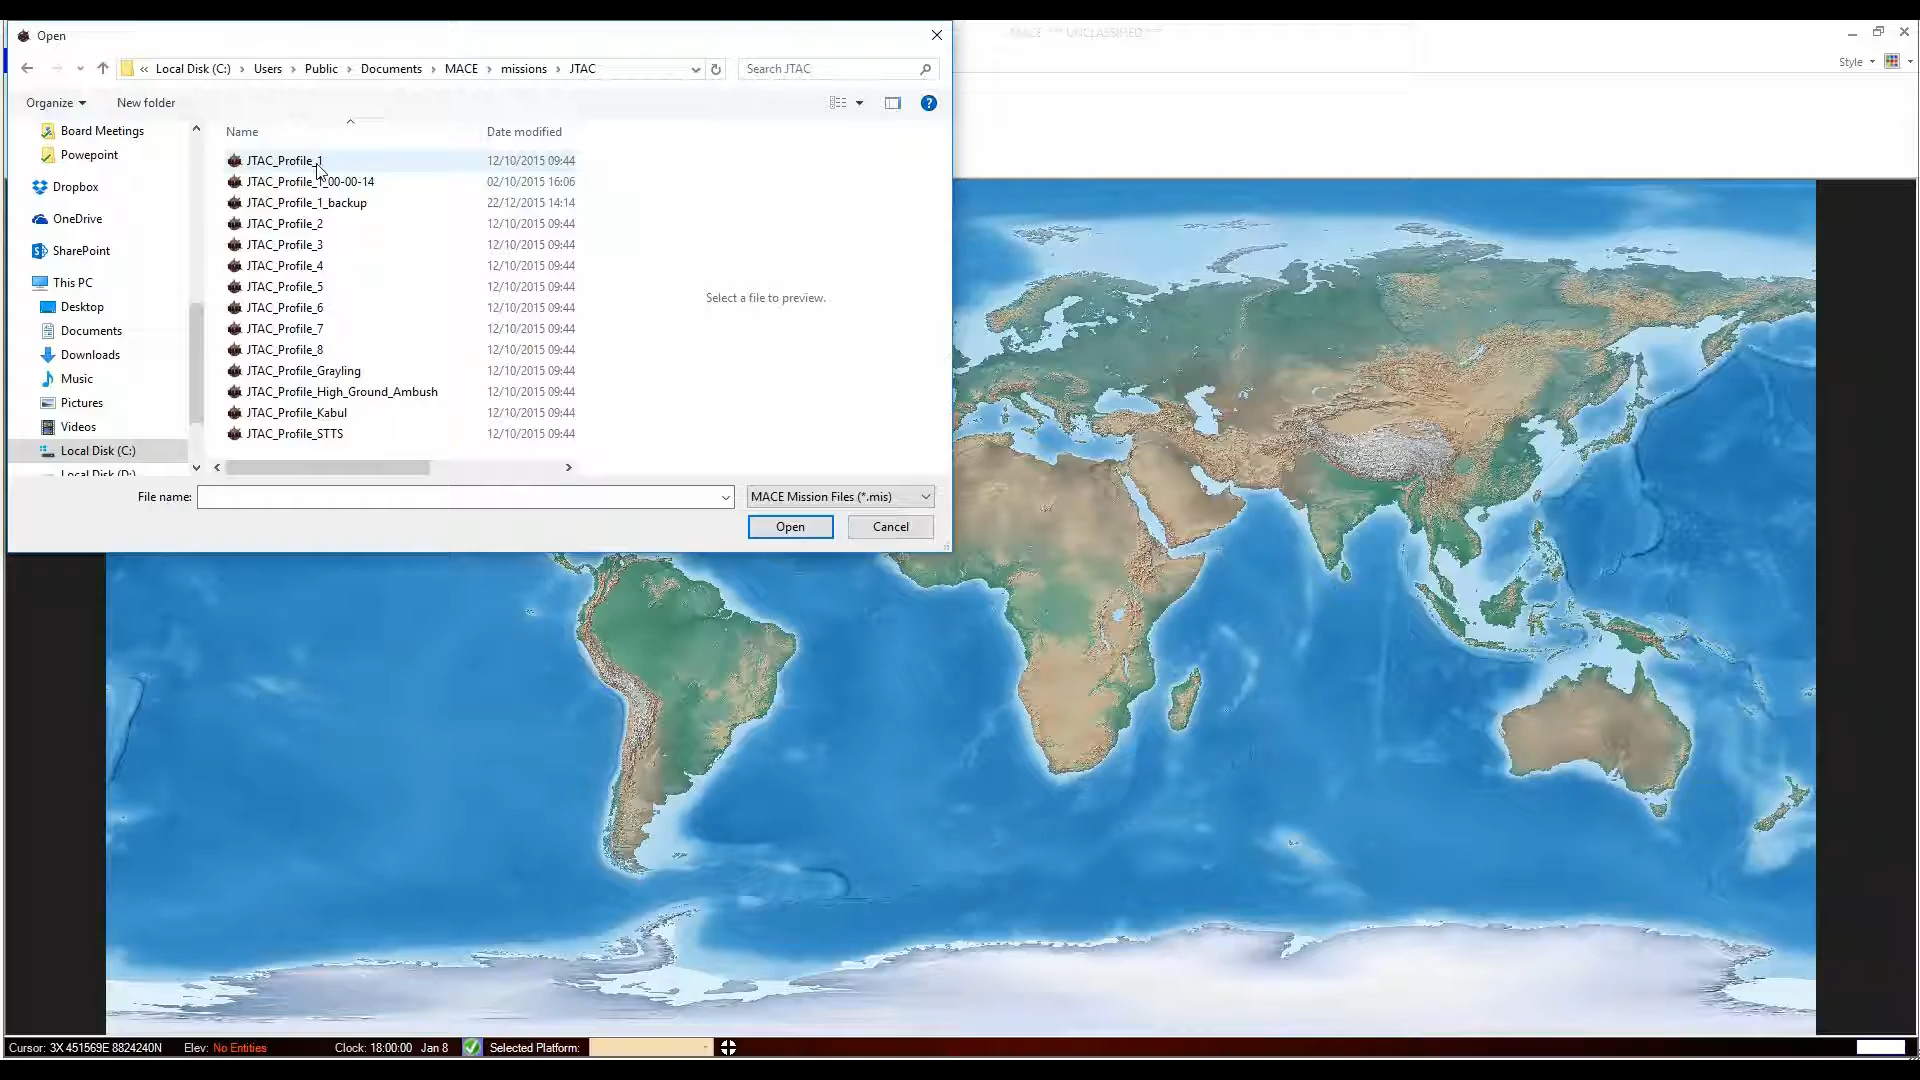 Open
MACE *** UNCLASSIFIED ***
« Local Disk (C:) › Users › Public › Documents › MACE › missions › JTAC
Search JTAC
Style
Organize
New folder
Name
Date modified
Board Meetings
Powepoint
Dropbox
OneDrive
SharePoint
This PC
Desktop
Documents
Downloads
Music
Pictures
Videos
Local Disk (C:)
Local Disk (D:)
JTAC_Profile_1 12/10/2015 09:44
JTAC_Profile_1_00-00-14 02/10/2015 16:06
JTAC_Profile_1_backup 22/12/2015 14:14
JTAC_Profile_2 12/10/2015 09:44
JTAC_Profile_3 12/10/2015 09:44
JTAC_Profile_4 12/10/2015 09:44
JTAC_Profile_5 12/10/2015 09:44
JTAC_Profile_6 12/10/2015 09:44
JTAC_Profile_7 12/10/2015 09:44
JTAC_Profile_8 12/10/2015 09:44
JTAC_Profile_Grayling 12/10/2015 09:44
JTAC_Profile_High_Ground_Ambush 12/10/2015 09:44
JTAC_Profile_Kabul 12/10/2015 09:44
JTAC_Profile_STTS 12/10/2015 09:44
Select a file to preview.
File name:
MACE Mission Files (*.mis)
Open
Cancel
Cursor: 3X 451569E 8824240N Elev: No Entities Clock: 18:00:00 Jan 8 Selected Platform: